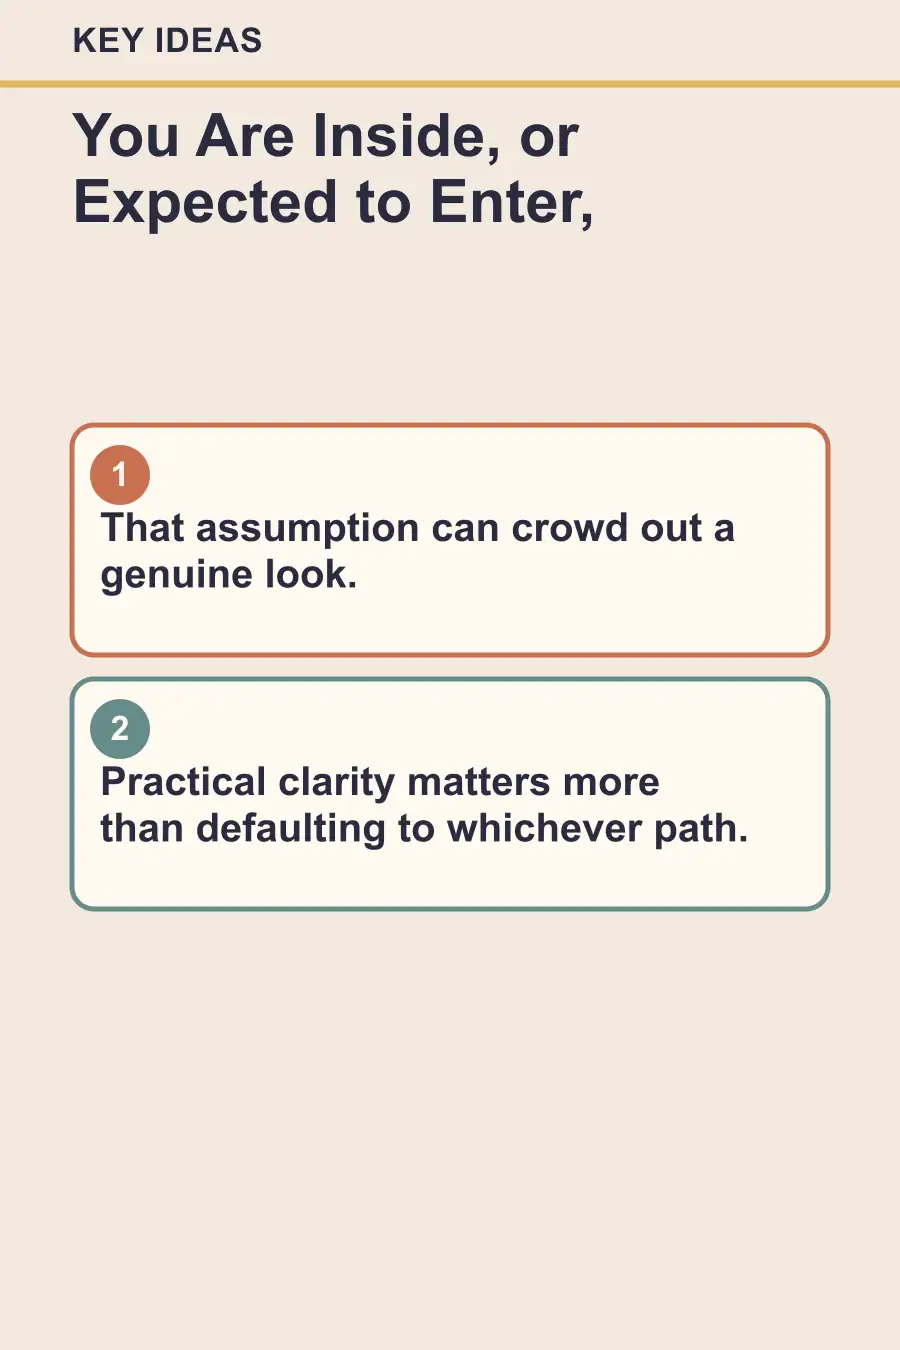 KEY IDEAS
You Are Inside, or
Expected to Enter,
1
That assumption can crowd out a
genuine look.
2
Practical clarity matters more
than defaulting to whichever path.